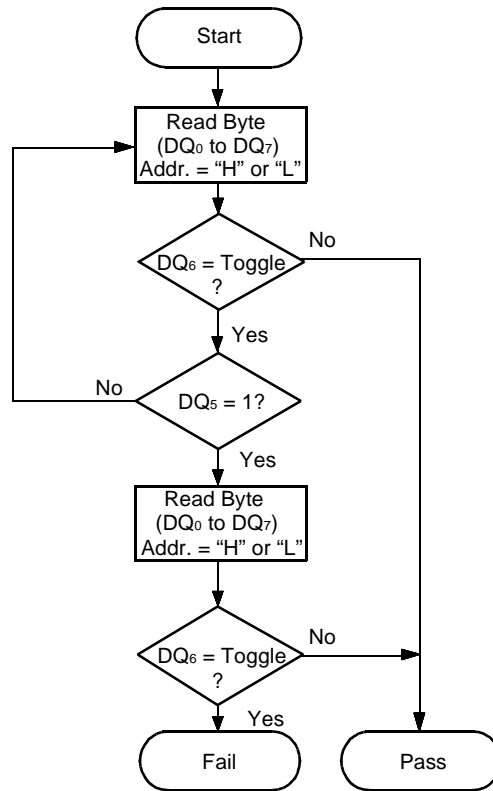 Start
Read Byte
(DQ0 to DQ7)
Addr. = “H” or “L”
No
DQ6 = Toggle
?
Yes
No
DQ5 = 1?
Yes
Read Byte
(DQ0 to DQ7)
Addr. = “H” or “L”
No
DQ6 = Toggle
?
Yes
Fail
Pass